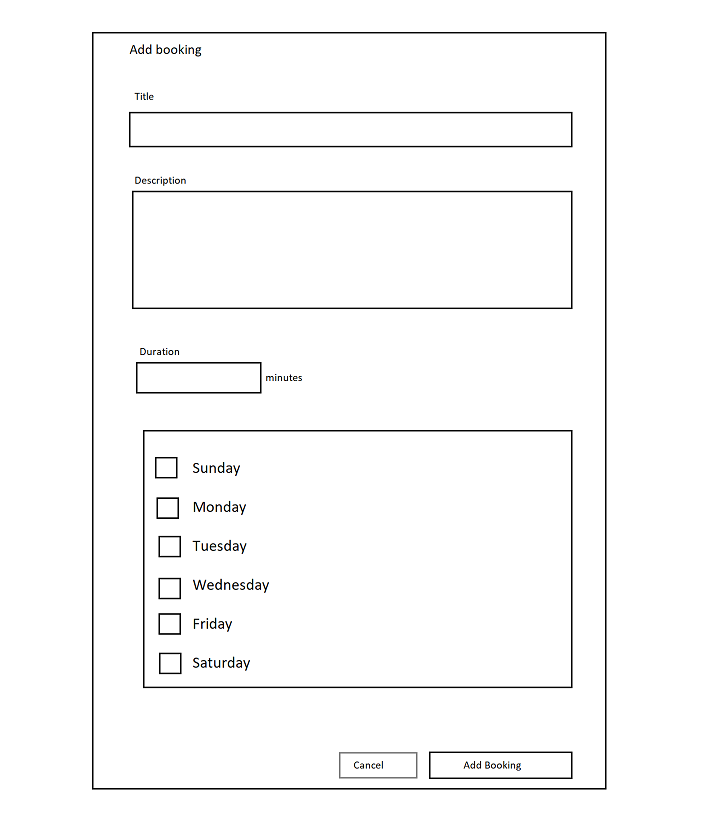 Add booking
Title
Description
Duration
minutes
Sunday
Monday
Tuesday
Wednesday
Friday
Saturday
Cancel
Add Booking